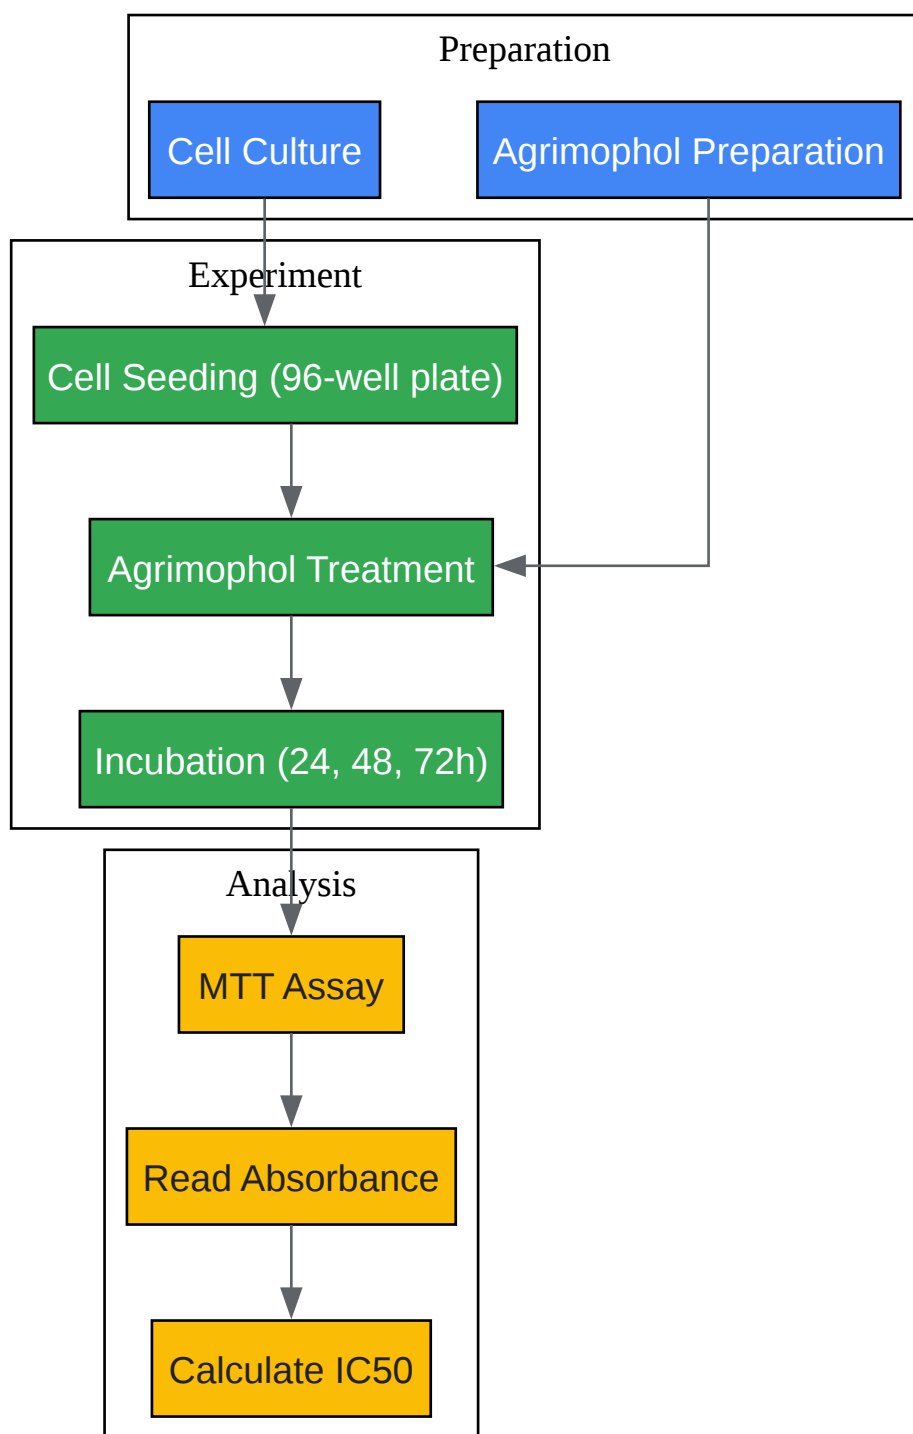 Preparation
Cell Culture
Agrimophol Preparation
Experiment
Cell Seeding (96-well plate)
Agrimophol Treatment
Incubation (24, 48, 72h)
Analysis
MTT Assay
Read Absorbance
Calculate IC50